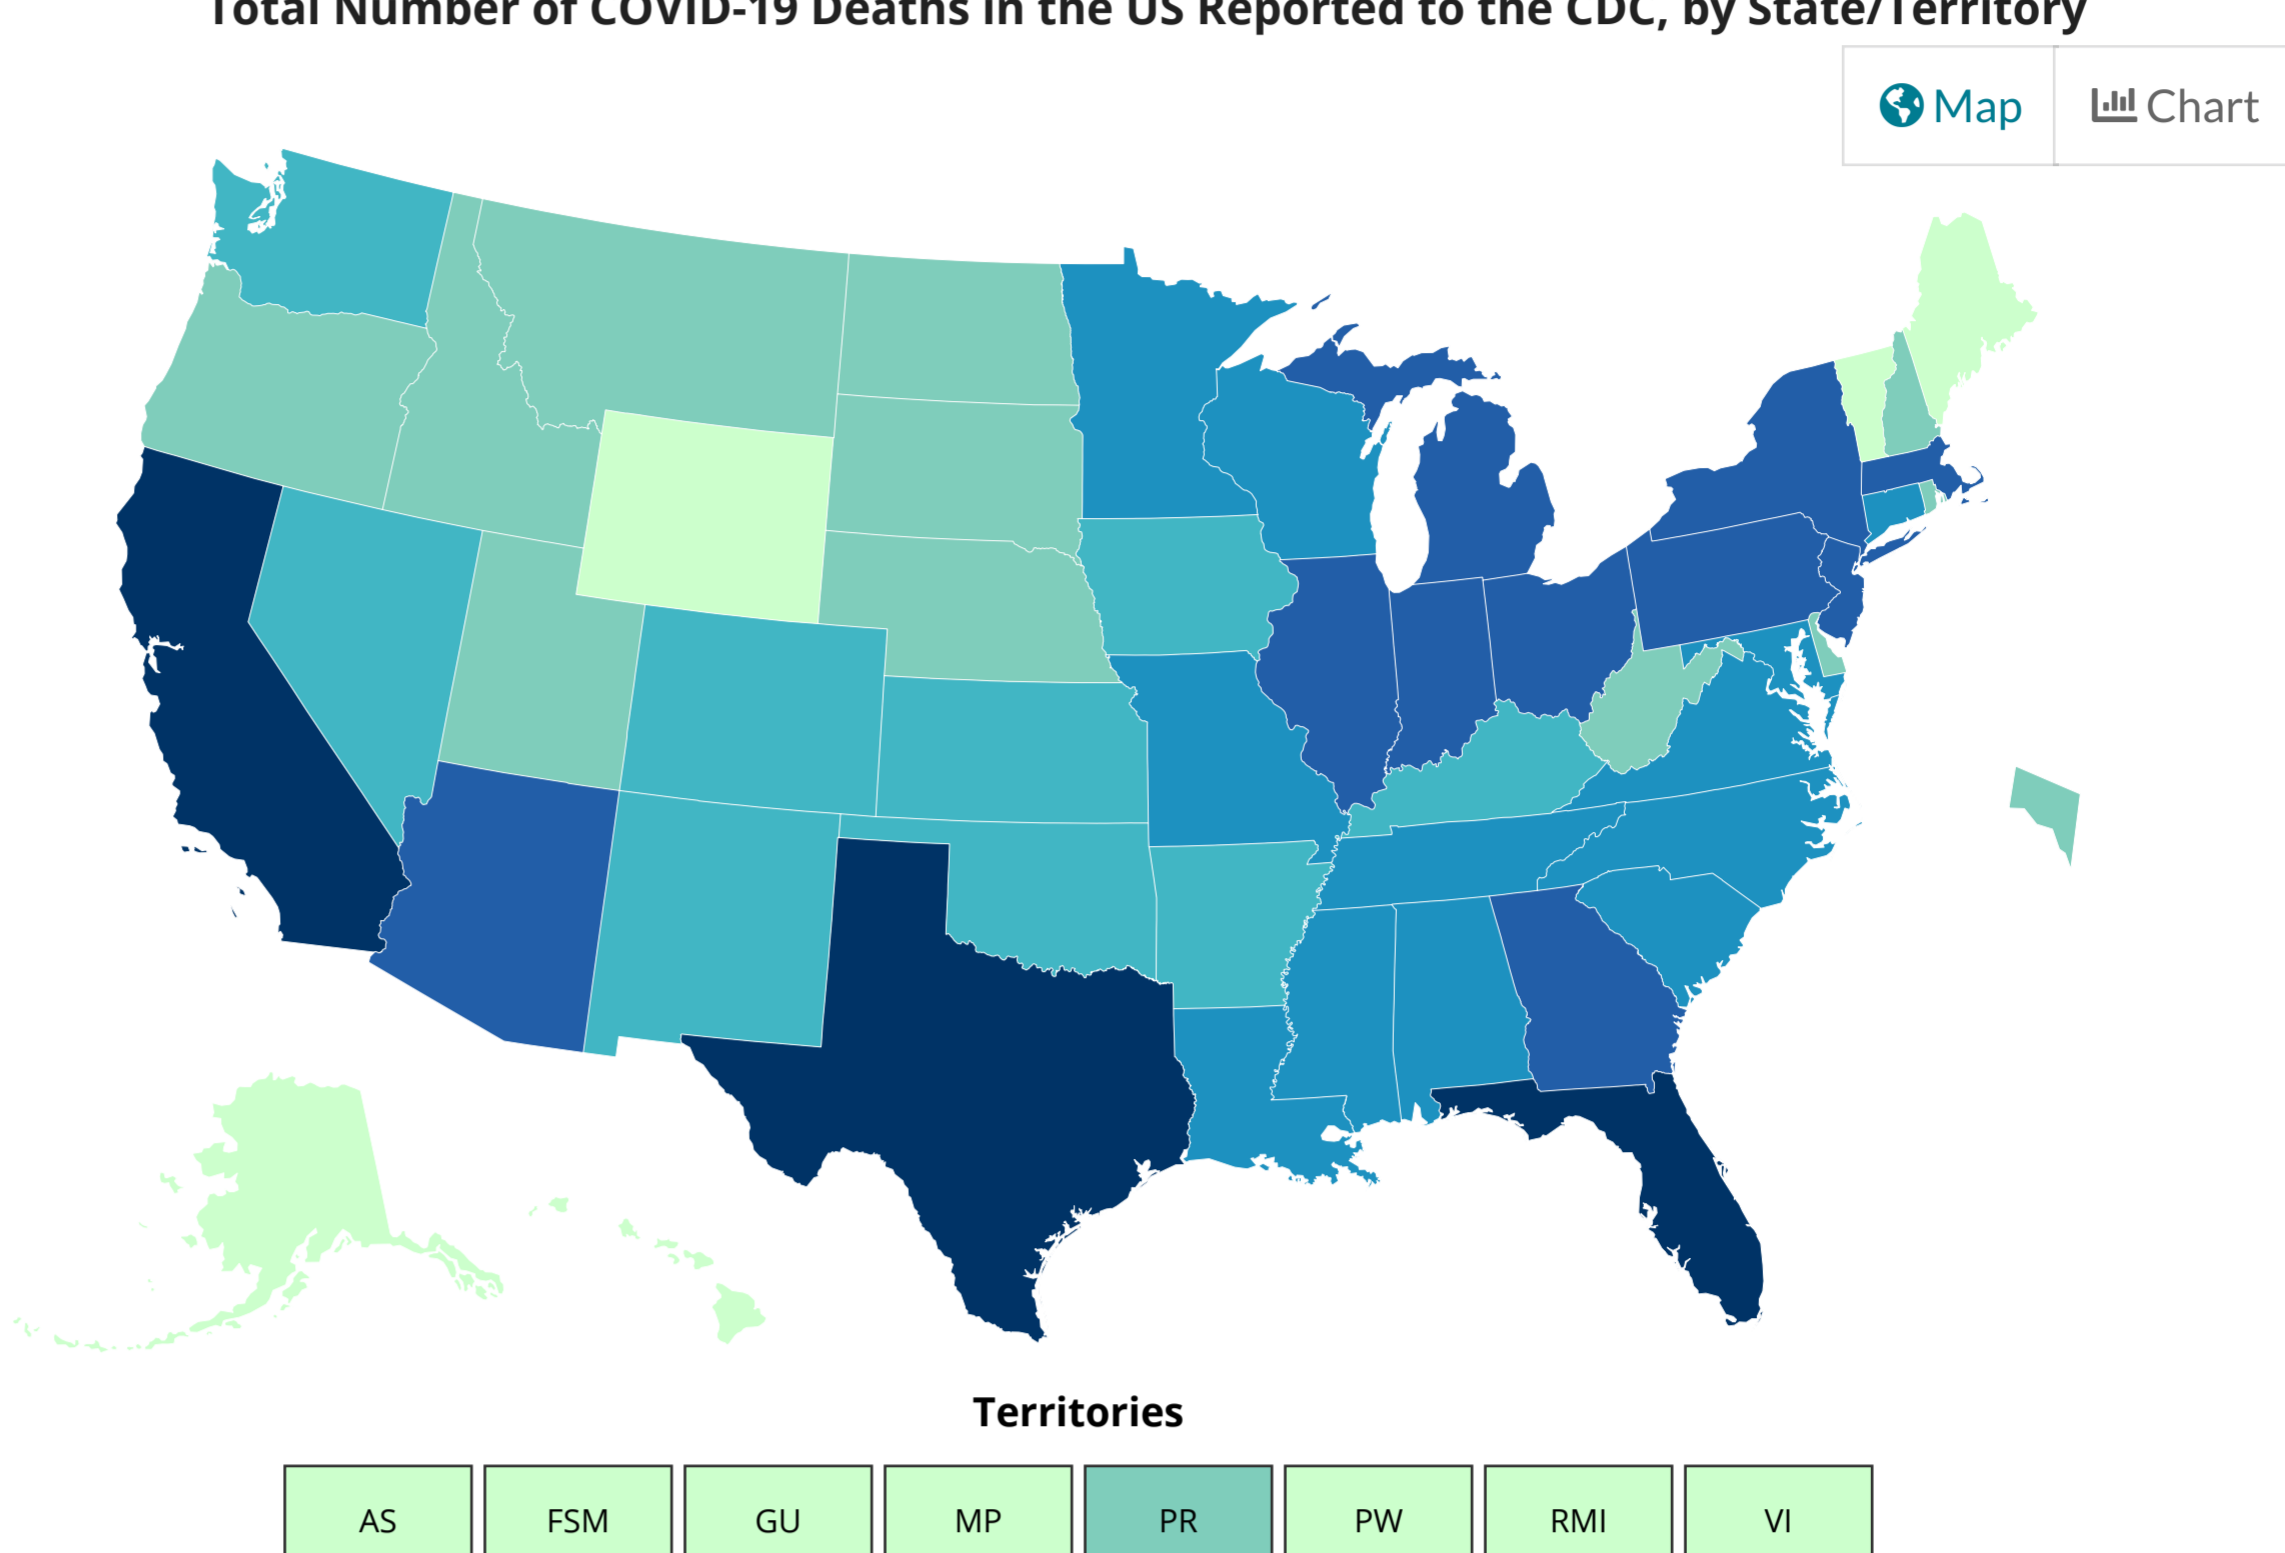 Total Number of COVID-19 Deaths in the US Reported to the CDC, by State/Territory
Map
Chart
Territories
AS
FSM
GU
MP
PR
PW
RMI
VI